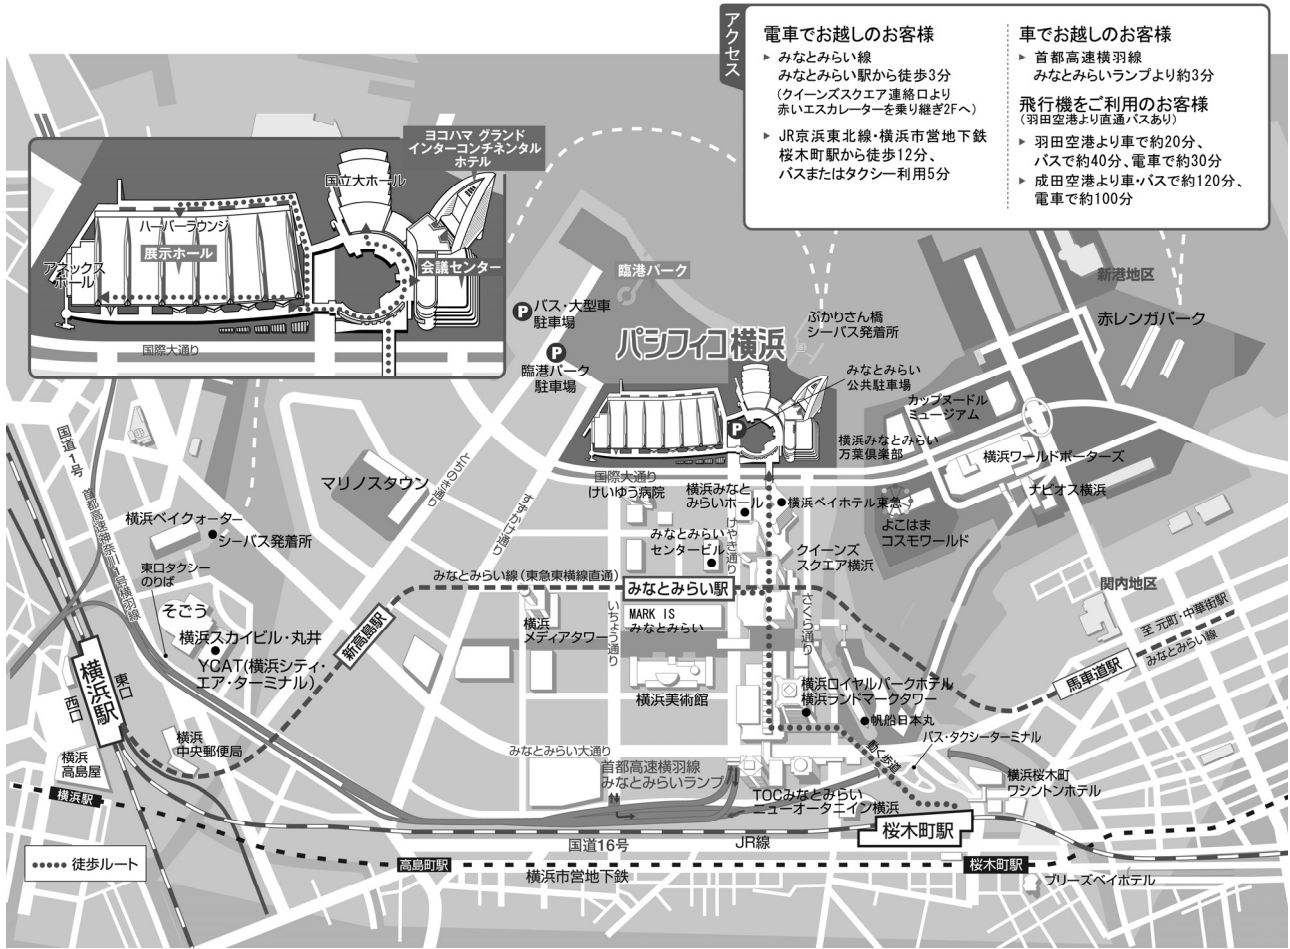 アクセス
電車でお越しのお客様
▶ みなとみらい線
みなとみらい駅から徒歩3分
(クイーンズスクエア連絡口より
赤いエスカレーターを乗り継ぎ2Fへ)
▶ JR京浜東北線・横浜市営地下鉄
桜木町駅から徒歩12分、
バスまたはタクシー利用5分
車でお越しのお客様
▶ 首都高速横羽線
みなとみらいランプより約3分
飛行機をご利用のお客様
(羽田空港より直通バスあり)
▶ 羽田空港より車で約20分、
バスで約40分、電車で約30分
▶ 成田空港より車・バスで約120分、
電車で約100分
ヨコハマ グランド
インターコンチネンタル
ホテル
国立大ホール
ハーバーラウンジ
展示ホール
アネックス
ホール
会議センター
国際大通り
P バス・大型車
駐車場
P
臨港パーク
駐車場
臨港パーク
パシフィコ横浜
ぷかりさん橋
シーバス発着所
みなとみらい
公共駐車場
P
新港地区
赤レンガパーク
カップヌードル
ミュージアム
横浜みなとみらい
万葉倶楽部
横浜ワールドポーターズ
ナビオス横浜
よこはま
コスモワールド
国道1号
首都高速神奈川1号横羽線
マリノスタウン
とちのき通り
すずかけ通り
国際大通り
けいゆう病院
横浜みなと
みらいホール
横浜ベイホテル東急
けやき通り
みなとみらい
センタービル
クイーンズ
スクエア横浜
横浜ベイクォーター
シーバス発着所
東口タクシー
のりば
そごう
横浜スカイビル・丸井
YCAT(横浜シティ・
エア・ターミナル)
みなとみらい線(東急東横線直通)
みなとみらい駅
新高島駅
横浜
メディアタワー
いちょう通り
MARK IS
みなとみらい
さくら通り
関内地区
至 元町・中華街駅
みなとみらい線
馬車道駅
横浜駅
東口
西口
横浜美術館
横浜ロイヤルパークホテル
横浜ランドマークタワー
帆船日本丸
バス・タクシーターミナル
動く歩道
横浜
中央郵便局
横浜
高島屋
みなとみらい大通り
首都高速横羽線
みなとみらいランプ
横浜桜木町
ワシントンホテル
TOCみなとみらい
ニューオータニイン横浜
横浜駅
桜木町駅
国道16号
JR線
徒歩ルート
高島町駅
横浜市営地下鉄
桜木町駅
ブリーズベイホテル